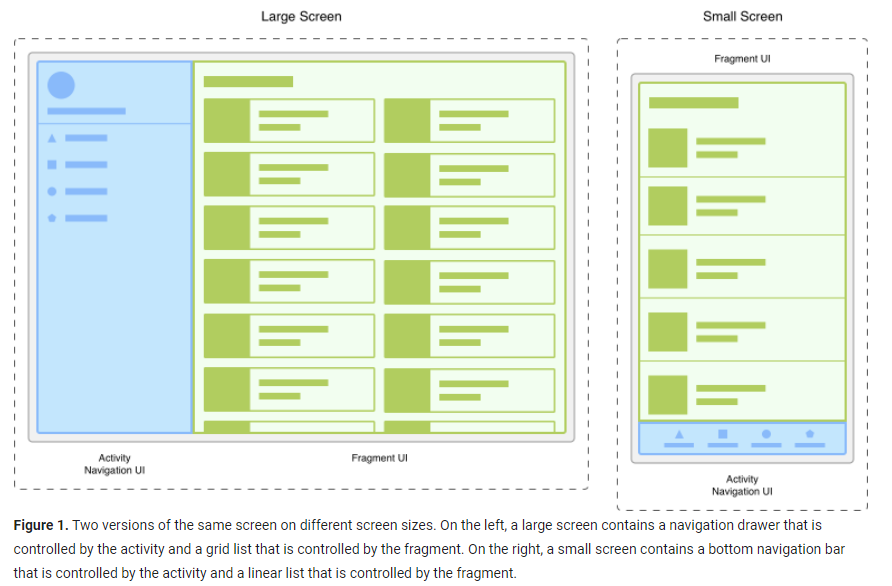 Large Screen
Small Screen
Fragment UI
Activity
Navigation UI
Fragment UI
Activity
Navigation UI
Figure 1. Two versions of the same screen on different screen sizes. On the left, a large screen contains a navigation drawer that is
controlled by the activity and a grid list that is controlled by the fragment. On the right, a small screen contains a bottom navigation bar
that is controlled by the activity and a linear list that is controlled by the fragment.